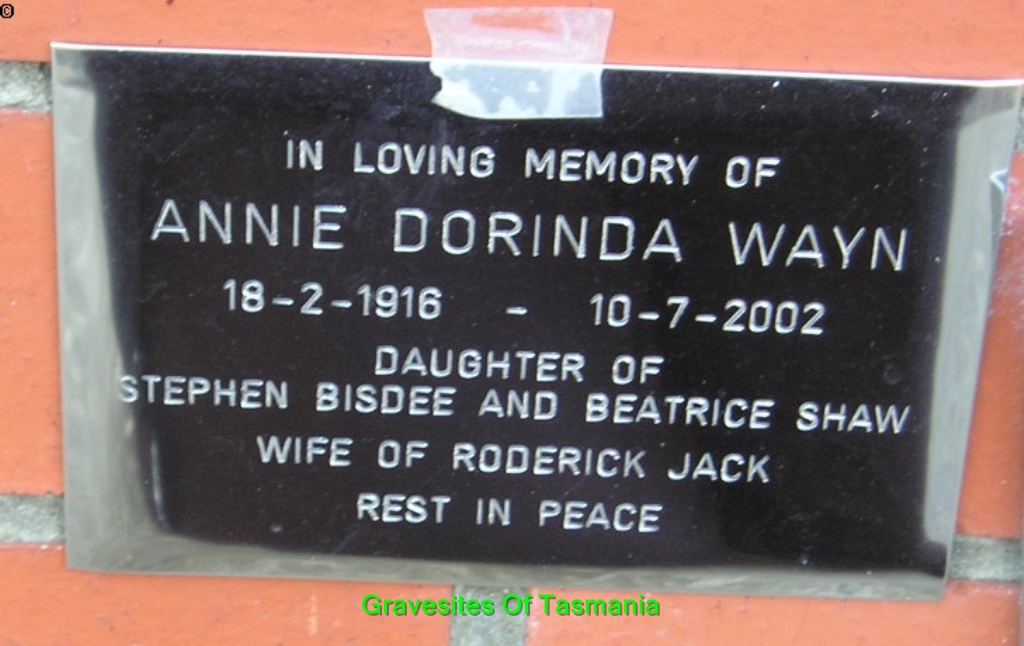 ©
IN LOVING MEMORY OF
ANNIE DORINDA WAYN
18-2-1916 - 10-7-2002
DAUGHTER OF
STEPHEN BISDEE AND BEATRICE SHAW
WIFE OF RODERICK JACK
REST IN PEACE
Gravesites Of Tasmania